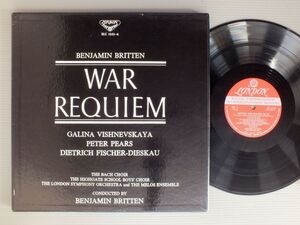 LONDON
BENJAMIN BRITTEN
WAR
REQUIEM
GALINA VISHNEVSKAYA
PETER PEARS
DIETRICH FISCHER-DIESKAU
THE BACH CHOIR
THE HIGHGATE SCHOOL BOYS' CHOIR
THE LONDON SYMPHONY ORCHESTRA and THE MELOS ENSEMBLE
CONDUCTED BY
BENJAMIN BRITTEN
LONDON